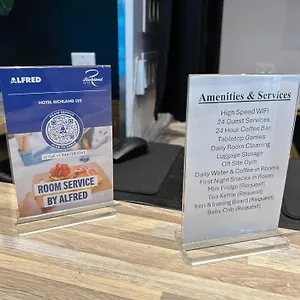 ALFRED
Richland
HOTEL RICHLAND LES
ROOM SERVICE
BY ALFRED
Amenities & Services
High Speed WiFi
24 Guest Services
24 Hour Coffee Bar
Tabletop Games
Daily Room Cleaning
Luggage Storage
Off Site Gym
Daily Water & Coffee in Rooms
First Night Snacks in Room
Mini Fridge (Request)
Tea Kettle (Request)
Iron & Ironing Board (Request)
Baby Crib (Request)